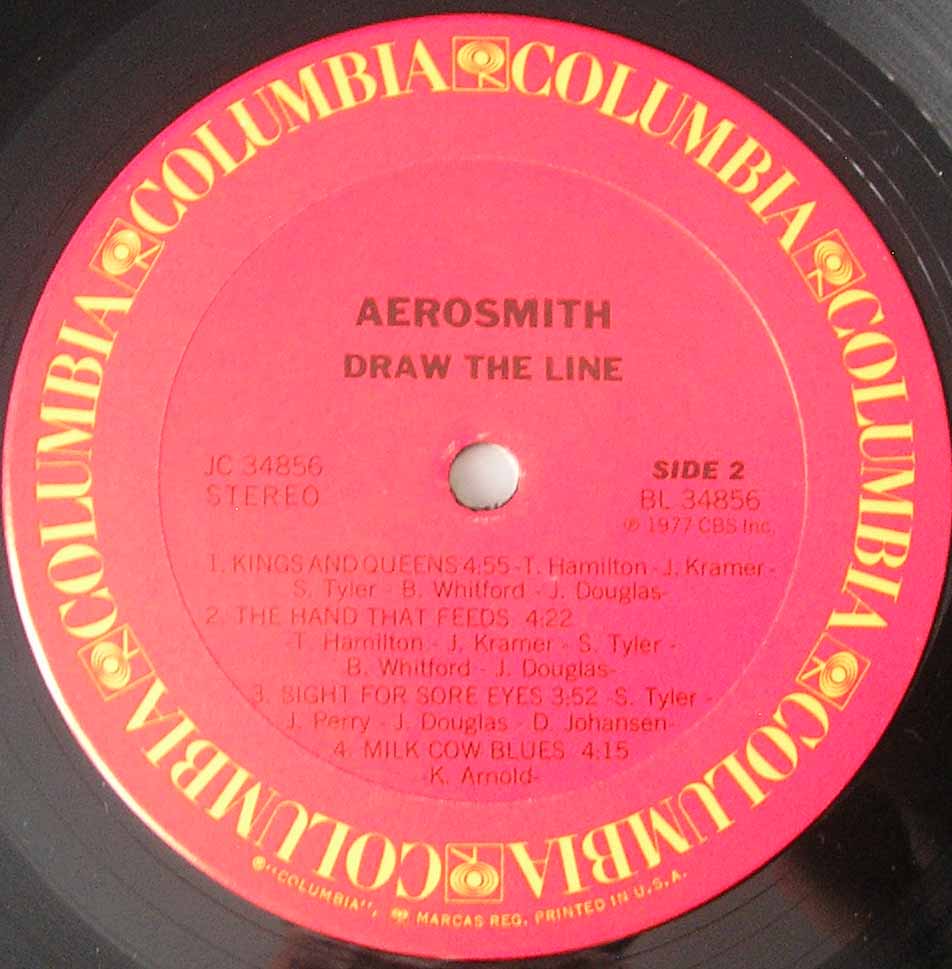 COLUMBIA COLUMBIA COLUMBIA COLUMBIA COLUMBIA COLUMBIA COLUMBIA COLUMBIA
AEROSMITH
DRAW THE LINE
JC 34856
STEREO
SIDE 2
BL 34856
℗ 1977 CBS Inc.
1. KINGS AND QUEENS 4:55 -T. Hamilton - J. Kramer-
S. Tyler - B. Whitford - J. Douglas-
2. THE HAND THAT FEEDS 4:22
-T. Hamilton - J. Kramer - S. Tyler -
B. Whitford - J. Douglas-
3. SIGHT FOR SORE EYES 3:52 -S. Tyler -
J. Perry - J. Douglas - D. Johansen-
4. MILK COW BLUES 4:15
-K. Arnold-
®"COLUMBIA", MARCAS REG. PRINTED IN U.S.A.